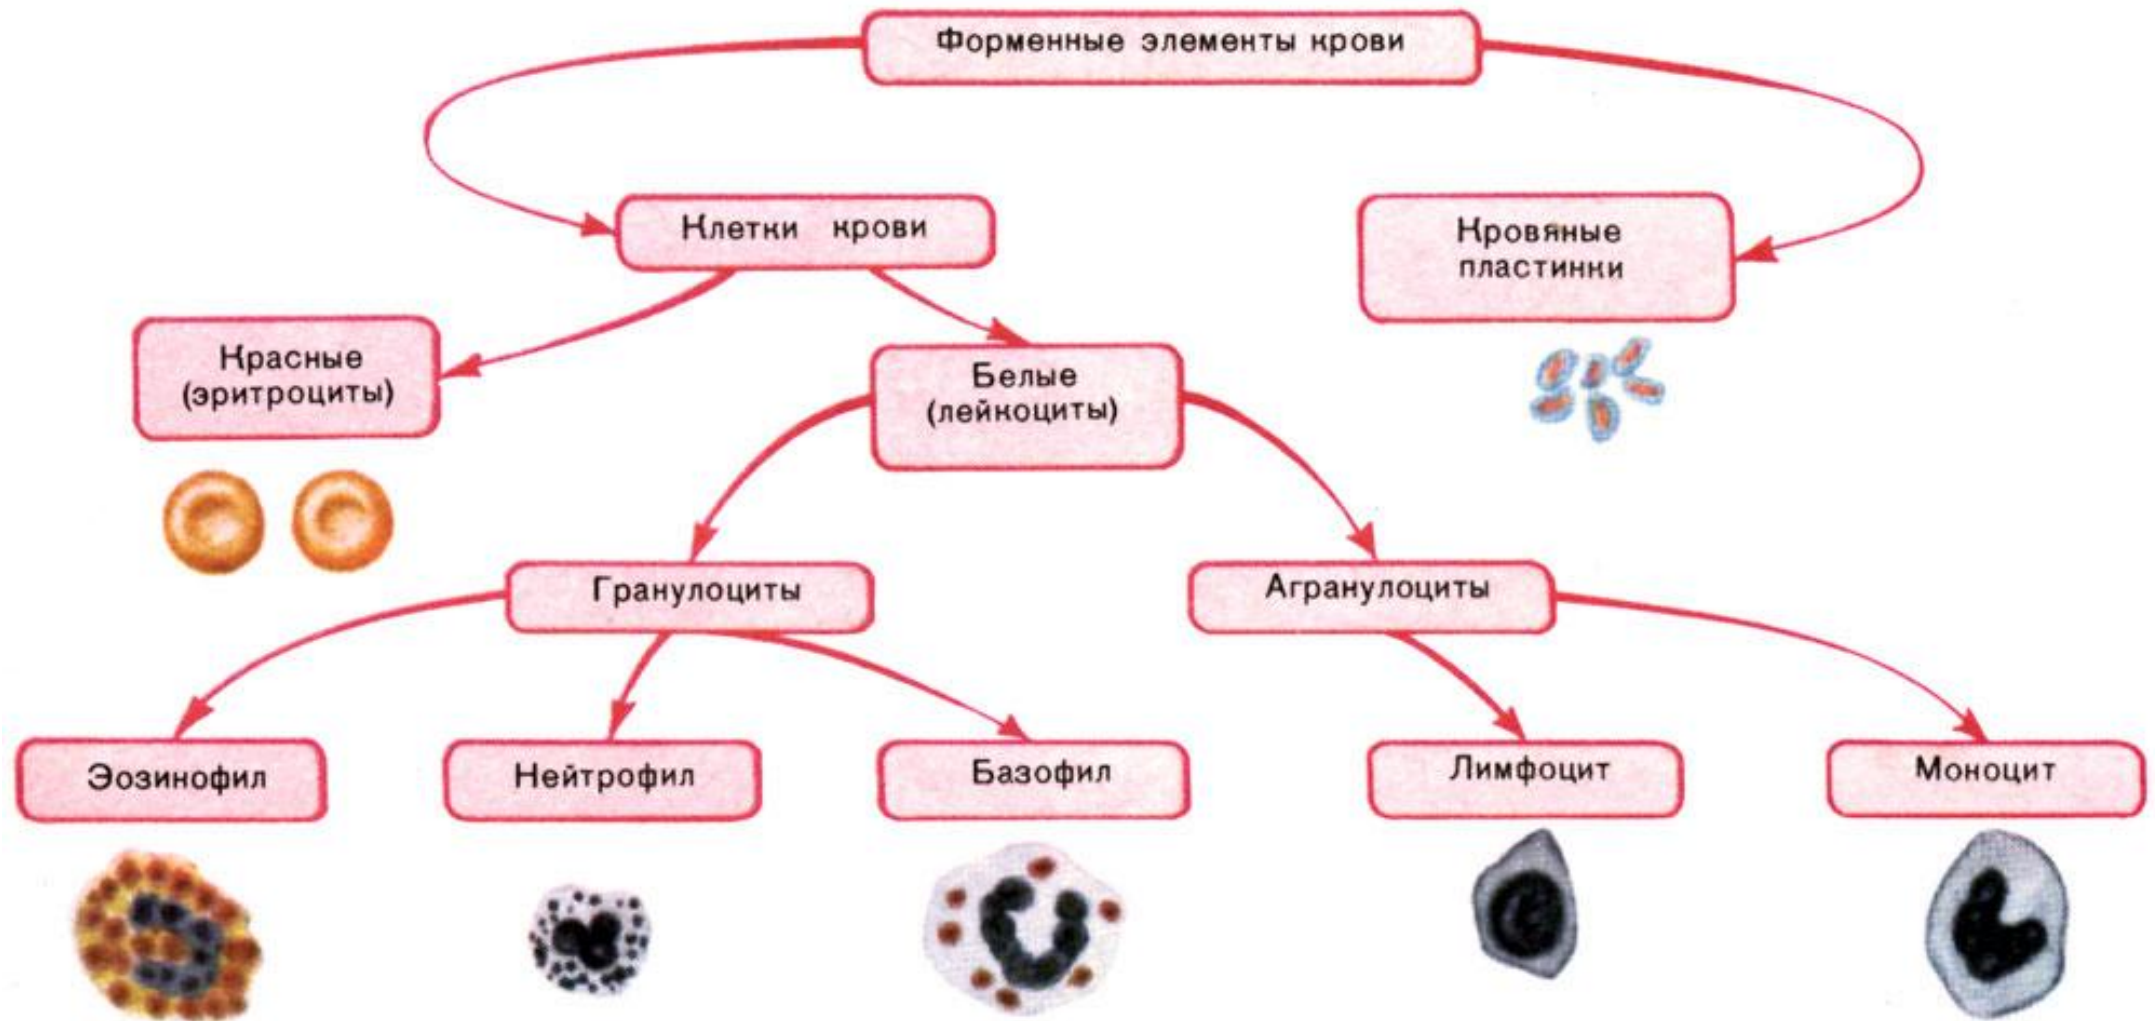 Форменные элементы крови
Клетки крови
Кровяные
пластинки
Красные
(эритроциты)
Белые
(лейкоциты)
Гранулоциты
Агранулоциты
Эозинофил
Нейтрофил
Базофил
Лимфоцит
Моноцит